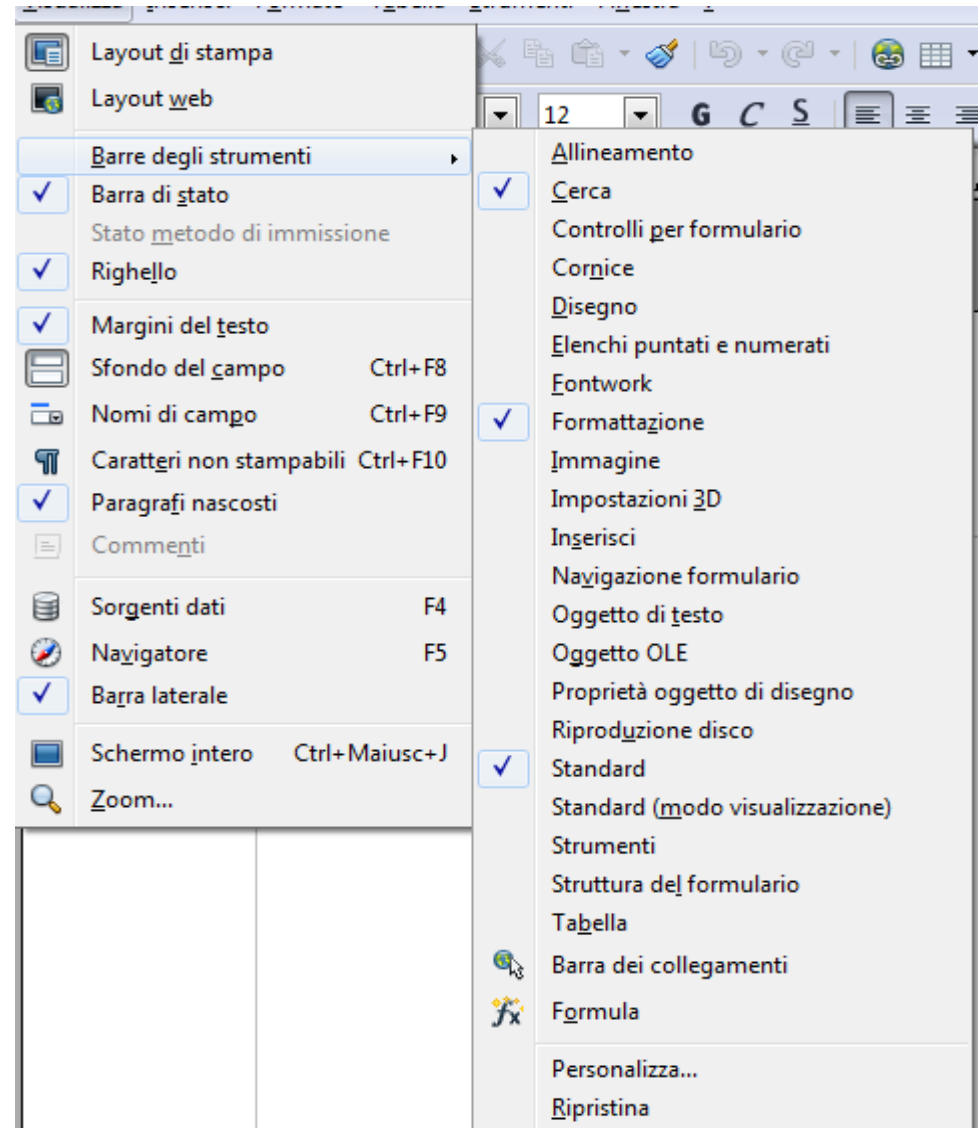 Layout di stampa
Layout web
Barre degli strumenti
Barra di stato
Stato metodo di immissione
Righello
Margini del testo
Sfondo del campo Ctrl+F8
Nomi di campo Ctrl+F9
Caratteri non stampabili Ctrl+F10
Paragrafi nascosti
Commenti
Sorgenti dati F4
Navigatore F5
Barra laterale
Schermo intero Ctrl+Maiusc+J
Zoom...
12 G C S
Allineamento
Cerca
Controlli per formulario
Cornice
Disegno
Elenchi puntati e numerati
Fontwork
Formattazione
Immagine
Impostazioni 3D
Inserisci
Navigazione formulario
Oggetto di testo
Oggetto OLE
Proprietà oggetto di disegno
Riproduzione disco
Standard
Standard (modo visualizzazione)
Strumenti
Struttura del formulario
Tabella
Barra dei collegamenti
Formula
Personalizza...
Ripristina